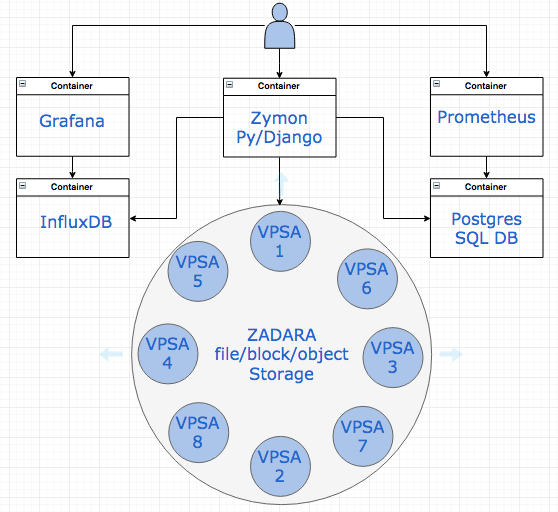 Container
Grafana
Container
Zymon
Py/Django
Container
Prometheus
Container
InfluxDB
Container
Postgres
SQL DB
VPSA
1
VPSA
5
VPSA
6
ZADARA
file/block/object
Storage
VPSA
4
VPSA
3
VPSA
8
VPSA
7
VPSA
2